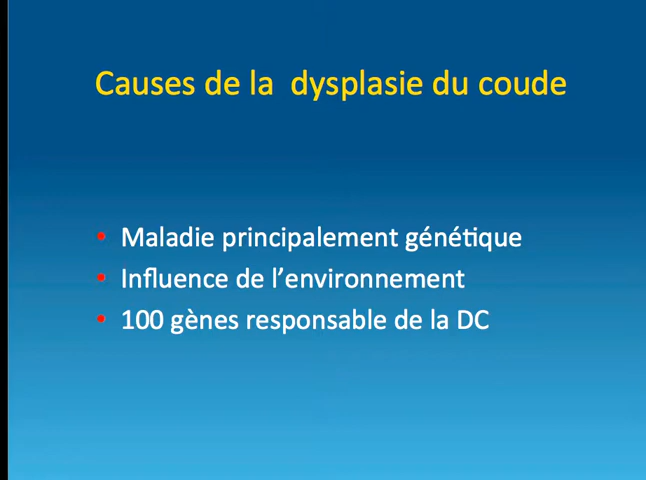 Causes de la  dysplasie du coude
• Maladie principalement génétique
• Influence de l’environnement
• 100 gènes responsable de la DC